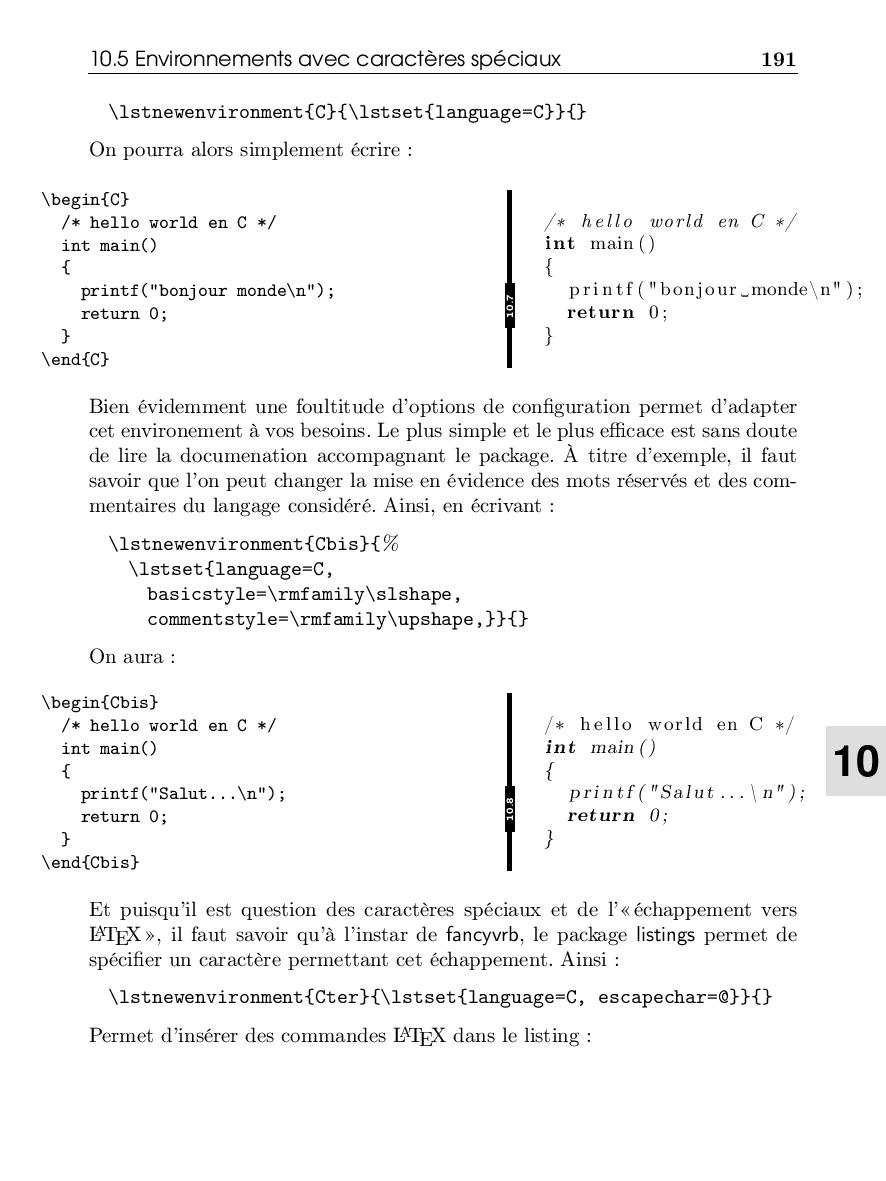 10.5 Environnements avec caractères spéciaux 191
\lstnewenvironment{C}{\lstset{language=C}}{}
On pourra alors simplement écrire :
\begin{C}
/* hello world en C */
int main()
{
printf("bonjour monde\n");
return 0;
}
\end{C}
10.7
/* hello world en C */
int main()
{
printf("bonjour␣monde\n");
return 0;
}
Bien évidemment une foultitude d'options de configuration permet d'adapter
cet environement à vos besoins. Le plus simple et le plus efficace est sans doute
de lire la documenation accompagnant le package. À titre d'exemple, il faut
savoir que l'on peut changer la mise en évidence des mots réservés et des com-
mentaires du langage considéré. Ainsi, en écrivant :
\lstnewenvironment{Cbis}{%
\lstset{language=C,
basicstyle=\rmfamily\slshape,
commentstyle=\rmfamily\upshape,}}{}
On aura :
\begin{Cbis}
/* hello world en C */
int main()
{
printf("Salut...\n");
return 0;
}
\end{Cbis}
10.8
/* hello world en C */
int main()
{
printf("Salut...\n");
return 0;
}
10
Et puisqu'il est question des caractères spéciaux et de l'« échappement vers
LATEX », il faut savoir qu'à l'instar de fancyvrb, le package listings permet de
spécifier un caractère permettant cet échappement. Ainsi :
\lstnewenvironment{Cter}{\lstset{language=C, escapechar=@}}{}
Permet d'insérer des commandes LATEX dans le listing :